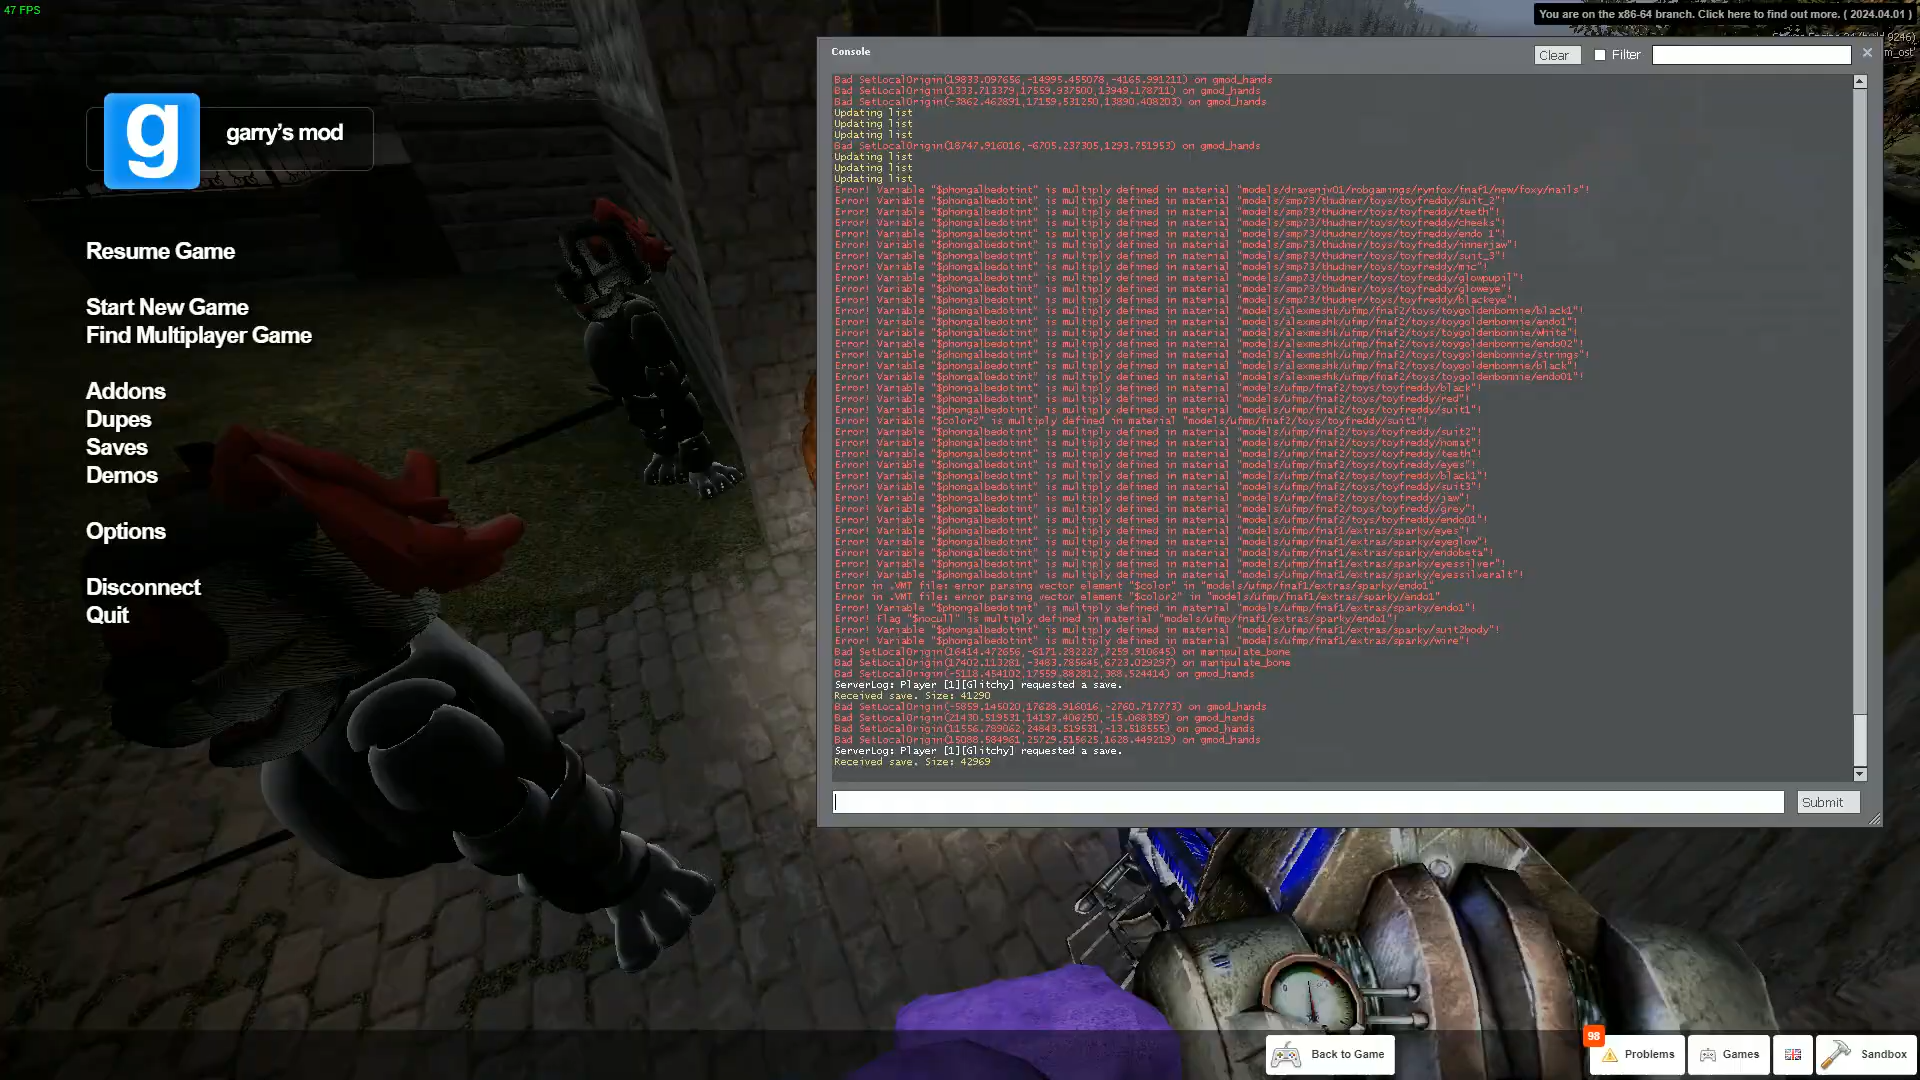 47 FPS
You are on the x86-64 branch. Click here to find out more. ( 2024.04.01 )
garry's mod
Resume Game
Start New Game
Find Multiplayer Game
Addons
Dupes
Saves
Demos
Options
Disconnect
Quit
Console
Clear
Filter
Bad SetLocalOrigin(19833.097656,-14995.455078,-4165.991211) on gmod_hands
Bad SetLocalOrigin(1333.713379,17559.937500,13949.178711) on gmod_hands
Bad SetLocalOrigin(-3862.462891,17159.531250,13890.408203) on gmod_hands
Updating list
Updating list
Updating list
Bad SetLocalOrigin(18747.916016,-6705.237305,1293.751953) on gmod_hands
Updating list
Updating list
Updating list
Error! Variable "$phongalbedotint" is multiply defined in material "models/dravenjv01/robgamings/rynfox/fnaf1/new/foxy/nails"!
Error! Variable "$phongalbedotint" is multiply defined in material "models/smp73/thudner/toys/toyfreddy/suit_2"!
Error! Variable "$phongalbedotint" is multiply defined in material "models/smp73/thudner/toys/toyfreddy/teeth"!
Error! Variable "$phongalbedotint" is multiply defined in material "models/smp73/thudner/toys/toyfreddy/cheeks"!
Error! Variable "$phongalbedotint" is multiply defined in material "models/smp73/thudner/toys/toyfreddy/endo_1"!
Error! Variable "$phongalbedotint" is multiply defined in material "models/smp73/thudner/toys/toyfreddy/innerjaw"!
Error! Variable "$phongalbedotint" is multiply defined in material "models/smp73/thudner/toys/toyfreddy/suit_3"!
Error! Variable "$phongalbedotint" is multiply defined in material "models/smp73/thudner/toys/toyfreddy/mic"!
Error! Variable "$phongalbedotint" is multiply defined in material "models/smp73/thudner/toys/toyfreddy/glowpupil"!
Error! Variable "$phongalbedotint" is multiply defined in material "models/smp73/thudner/toys/toyfreddy/gloweye"!
Error! Variable "$phongalbedotint" is multiply defined in material "models/smp73/thudner/toys/toyfreddy/blackeye"!
Error! Variable "$phongalbedotint" is multiply defined in material "models/alexmeshk/ufmp/fnaf2/toys/toygoldenbonnie/black1"!
Error! Variable "$phongalbedotint" is multiply defined in material "models/alexmeshk/ufmp/fnaf2/toys/toygoldenbonnie/endo1"!
Error! Variable "$phongalbedotint" is multiply defined in material "models/alexmeshk/ufmp/fnaf2/toys/toygoldenbonnie/white"!
Error! Variable "$phongalbedotint" is multiply defined in material "models/alexmeshk/ufmp/fnaf2/toys/toygoldenbonnie/endo02"!
Error! Variable "$phongalbedotint" is multiply defined in material "models/alexmeshk/ufmp/fnaf2/toys/toygoldenbonnie/strings"!
Error! Variable "$phongalbedotint" is multiply defined in material "models/alexmeshk/ufmp/fnaf2/toys/toygoldenbonnie/black"!
Error! Variable "$phongalbedotint" is multiply defined in material "models/alexmeshk/ufmp/fnaf2/toys/toygoldenbonnie/endo01"!
Error! Variable "$phongalbedotint" is multiply defined in material "models/ufmp/fnaf2/toys/toyfreddy/black"!
Error! Variable "$phongalbedotint" is multiply defined in material "models/ufmp/fnaf2/toys/toyfreddy/red"!
Error! Variable "$phongalbedotint" is multiply defined in material "models/ufmp/fnaf2/toys/toyfreddy/suit1"!
Error! Variable "$color2" is multiply defined in material "models/ufmp/fnaf2/toys/toyfreddy/suit1"!
Error! Variable "$phongalbedotint" is multiply defined in material "models/ufmp/fnaf2/toys/toyfreddy/suit2"!
Error! Variable "$phongalbedotint" is multiply defined in material "models/ufmp/fnaf2/toys/toyfreddy/nomat"!
Error! Variable "$phongalbedotint" is multiply defined in material "models/ufmp/fnaf2/toys/toyfreddy/teeth"!
Error! Variable "$phongalbedotint" is multiply defined in material "models/ufmp/fnaf2/toys/toyfreddy/eyes"!
Error! Variable "$phongalbedotint" is multiply defined in material "models/ufmp/fnaf2/toys/toyfreddy/black1"!
Error! Variable "$phongalbedotint" is multiply defined in material "models/ufmp/fnaf2/toys/toyfreddy/suit3"!
Error! Variable "$phongalbedotint" is multiply defined in material "models/ufmp/fnaf2/toys/toyfreddy/jaw"!
Error! Variable "$phongalbedotint" is multiply defined in material "models/ufmp/fnaf2/toys/toyfreddy/grey"!
Error! Variable "$phongalbedotint" is multiply defined in material "models/ufmp/fnaf2/toys/toyfreddy/endo01"!
Error! Variable "$phongalbedotint" is multiply defined in material "models/ufmp/fnaf1/extras/sparky/eyes"!
Error! Variable "$phongalbedotint" is multiply defined in material "models/ufmp/fnaf1/extras/sparky/eyeglow"!
Error! Variable "$phongalbedotint" is multiply defined in material "models/ufmp/fnaf1/extras/sparky/endobeta"!
Error! Variable "$phongalbedotint" is multiply defined in material "models/ufmp/fnaf1/extras/sparky/eyessilver"!
Error! Variable "$phongalbedotint" is multiply defined in material "models/ufmp/fnaf1/extras/sparky/eyessilveralt"!
Error in .VMT file: error parsing vector element "$color" in "models/ufmp/fnaf1/extras/sparky/endo1"
Error in .VMT file: error parsing vector element "$color2" in "models/ufmp/fnaf1/extras/sparky/endo1"
Error! Variable "$phongalbedotint" is multiply defined in material "models/ufmp/fnaf1/extras/sparky/endo1"!
Error! Flag "$nocull" is multiply defined in material "models/ufmp/fnaf1/extras/sparky/endo1"!
Error! Variable "$phongalbedotint" is multiply defined in material "models/ufmp/fnaf1/extras/sparky/suit2body"!
Error! Variable "$phongalbedotint" is multiply defined in material "models/ufmp/fnaf1/extras/sparky/wire"!
Bad SetLocalOrigin(16414.472656,-6171.282227,7259.910645) on manipulate_bone
Bad SetLocalOrigin(17402.113281,-3483.785645,6723.029297) on manipulate_bone
Bad SetLocalOrigin(-5118.454102,17559.882812,388.524414) on gmod_hands
ServerLog: Player [1][Glitchy] requested a save.
Received save. Size: 41290
Bad SetLocalOrigin(-5859.145020,17628.916016,-2760.717773) on gmod_hands
Bad SetLocalOrigin(21430.519531,14197.406250,-15.068359) on gmod_hands
Bad SetLocalOrigin(11556.789062,24843.519531,-13.518555) on gmod_hands
Bad SetLocalOrigin(15088.584961,25729.515625,1628.449219) on gmod_hands
ServerLog: Player [1][Glitchy] requested a save.
Received save. Size: 42969
Submit
Back to Game
98
Problems
Games
Sandbox